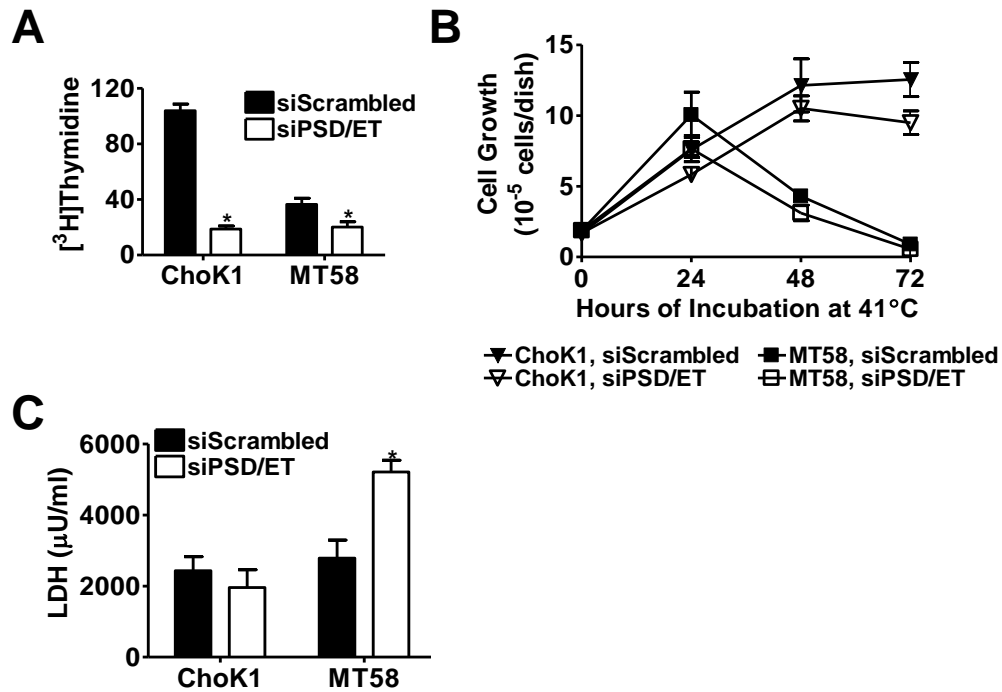 A
[³H]Thymidine
120
80
40
0
siScrambled
siPSD/ET
*
*
ChoK1 MT58
B
Cell Growth
(10⁻⁵ cells/dish)
15
10
5
0
0 24 48 72
Hours of Incubation at 41°C
ChoK1, siScrambled MT58, siScrambled
ChoK1, siPSD/ET MT58, siPSD/ET
C
LDH (µU/ml)
6000
4000
2000
0
siScrambled
siPSD/ET
*
ChoK1 MT58